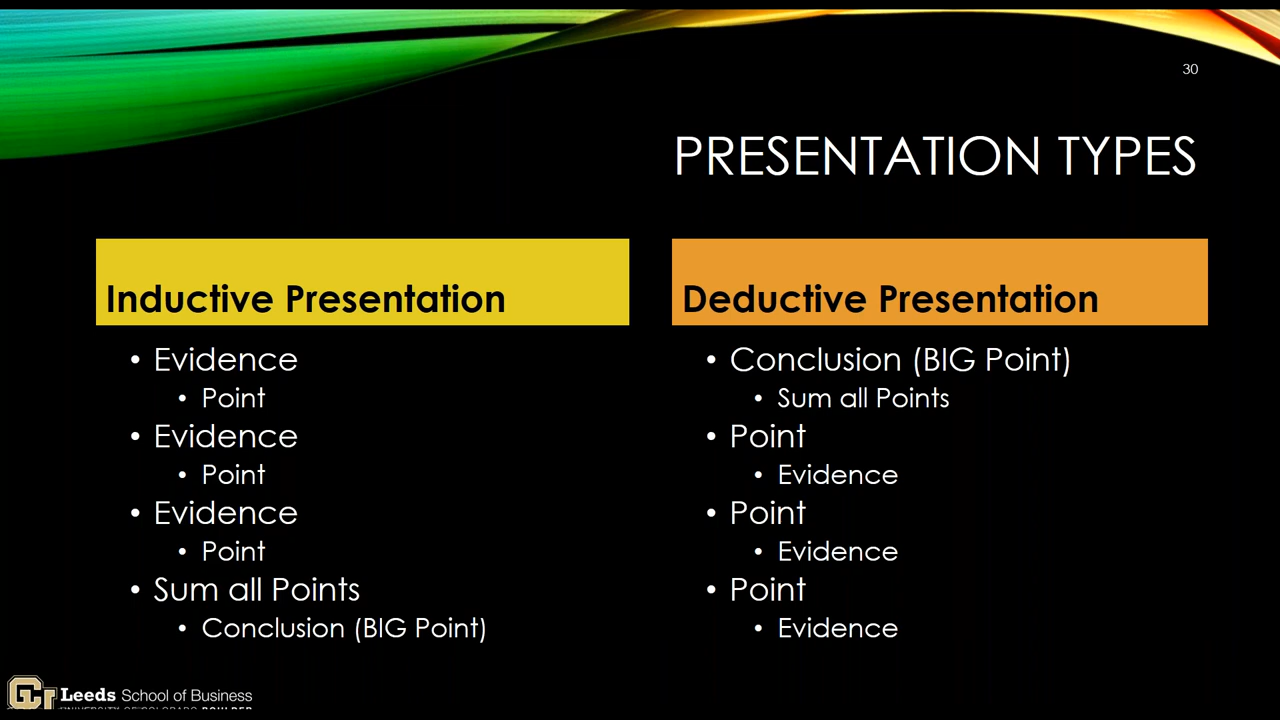 30
PRESENTATION TYPES
Inductive Presentation
• Evidence
• Point
• Evidence
• Point
• Evidence
• Point
• Sum all Points
• Conclusion (BIG Point)
Deductive Presentation
• Conclusion (BIG Point)
• Sum all Points
• Point
• Evidence
• Point
• Evidence
• Point
• Evidence
CU Leeds School of Business
UNIVERSITY OF COLORADO BOULDER